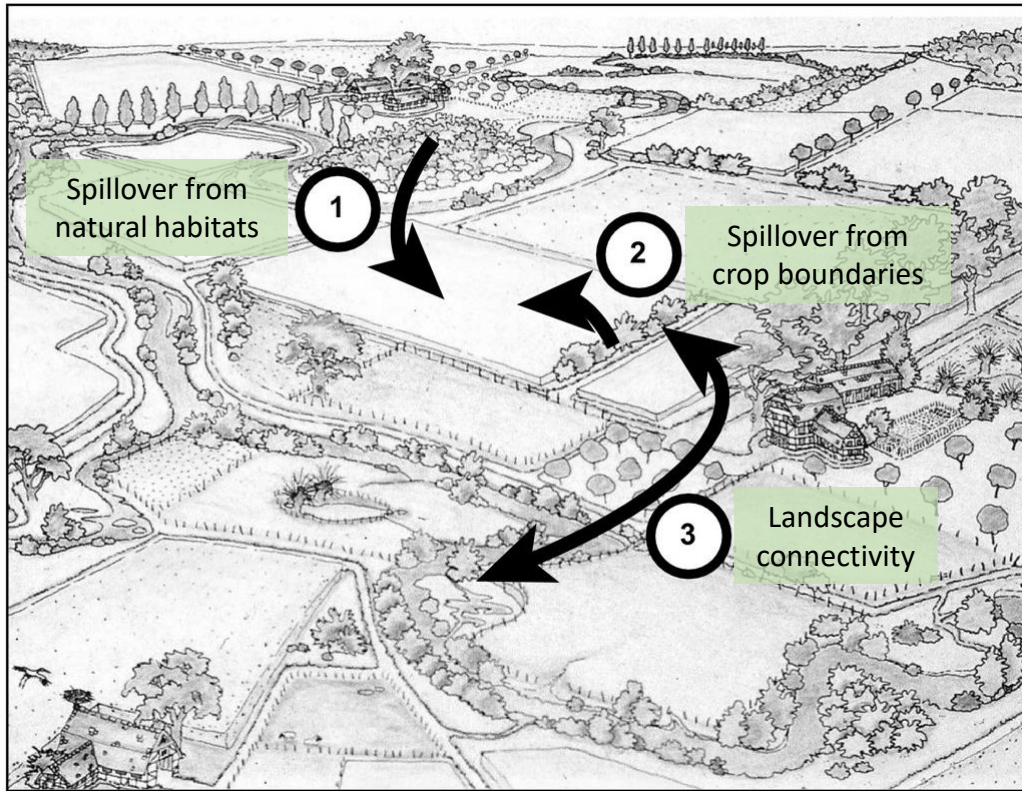 Spillover from
natural habitats
1
2
Spillover from
crop boundaries
3
Landscape
connectivity